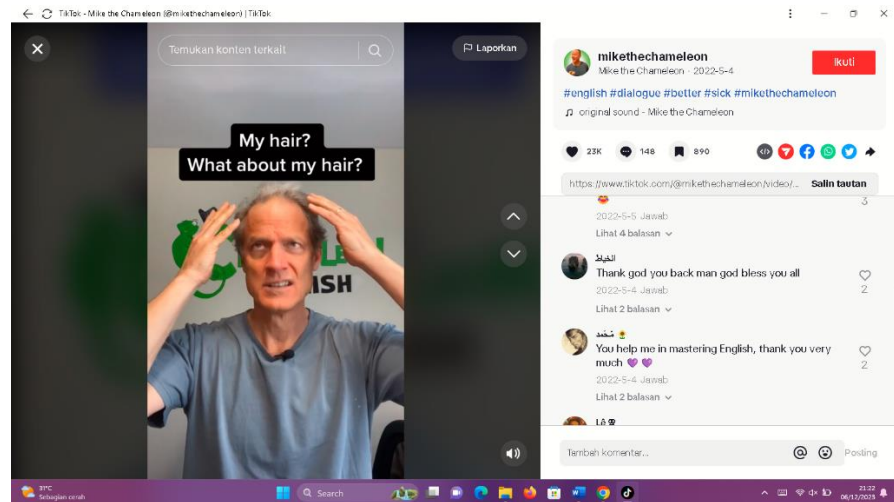 TikTok - Mike the Chameleon (@mikethechameleon) | TikTok
Temukan konten terkait
Laporkan
My hair?
What about my hair?
ISH
mikethechameleon
Mike the Chameleon · 2022-5-4
Ikuti
#english #dialogue #better #sick #mikethechameleon
original sound - Mike the Chameleon
23K
148
890
https://www.tiktok.com/@mikethechameleon/video/...
Salin tautan
3
2022-5-5 Jawab
Lihat 4 balasan
الخياط
Thank god you back man god bless you all
2
2022-5-4 Jawab
Lihat 2 balasan
You help me in mastering English, thank you very
much 💜 💜
2
2022-5-4 Jawab
Lihat 2 balasan
Lê
Tambah komentar...
Posting
31°C
Sebagian cerah
Search
21:22
06/12/2023